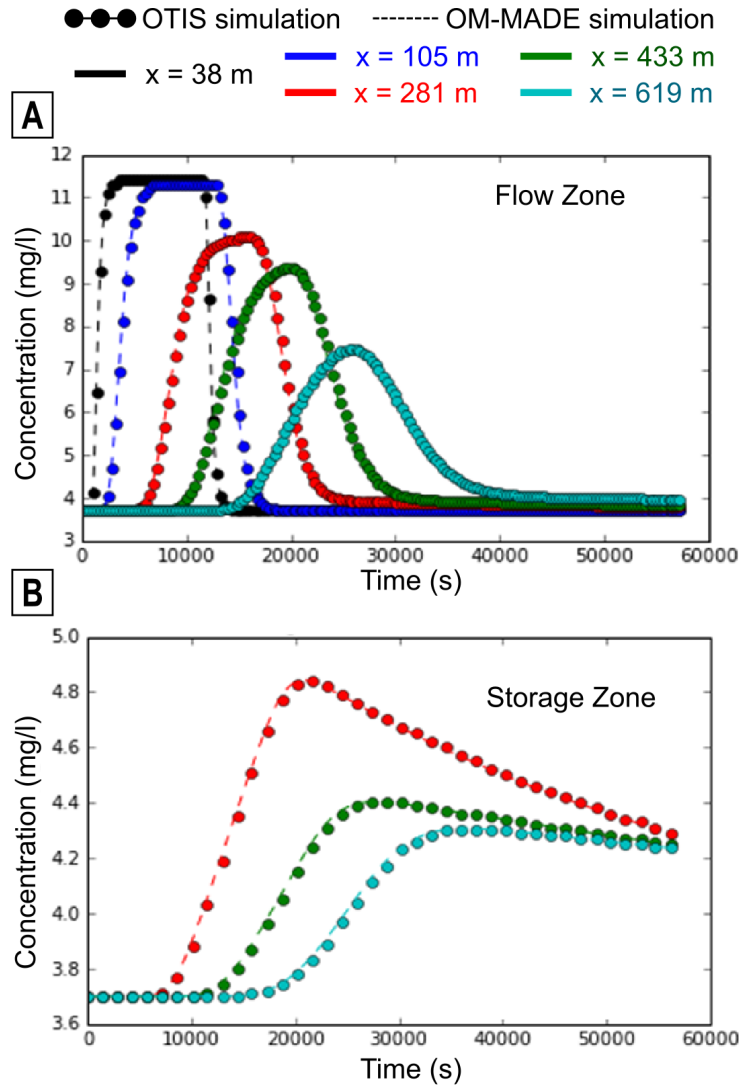 OTIS simulation OM-MADE simulation
x = 38 m x = 105 m x = 433 m
x = 281 m x = 619 m
A
12
11
10
9
8
7
6
5
4
3
Concentration (mg/l)
Flow Zone
0 10000 20000 30000 40000 50000 60000
Time (s)
B
5.0
4.8
4.6
4.4
4.2
4.0
3.8
3.6
Concentration (mg/l)
Storage Zone
0 10000 20000 30000 40000 50000 60000
Time (s)